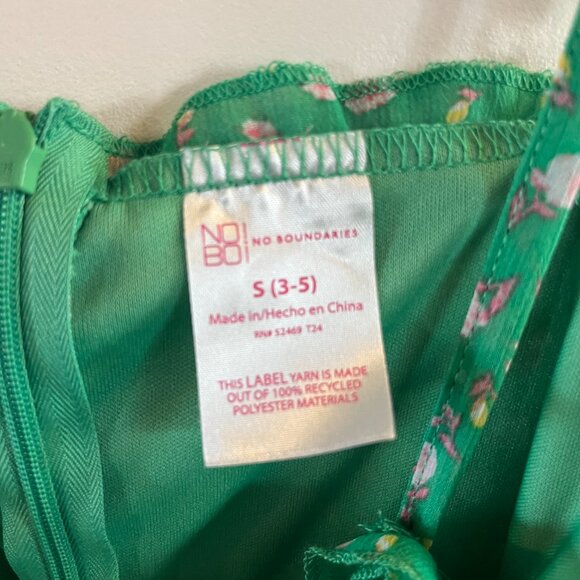 NO
BO
NO BOUNDARIES
S (3-5)
Made in/Hecho en China
RN# 52469 T24
THIS LABEL YARN IS MADE
OUT OF 100% RECYCLED
POLYESTER MATERIALS